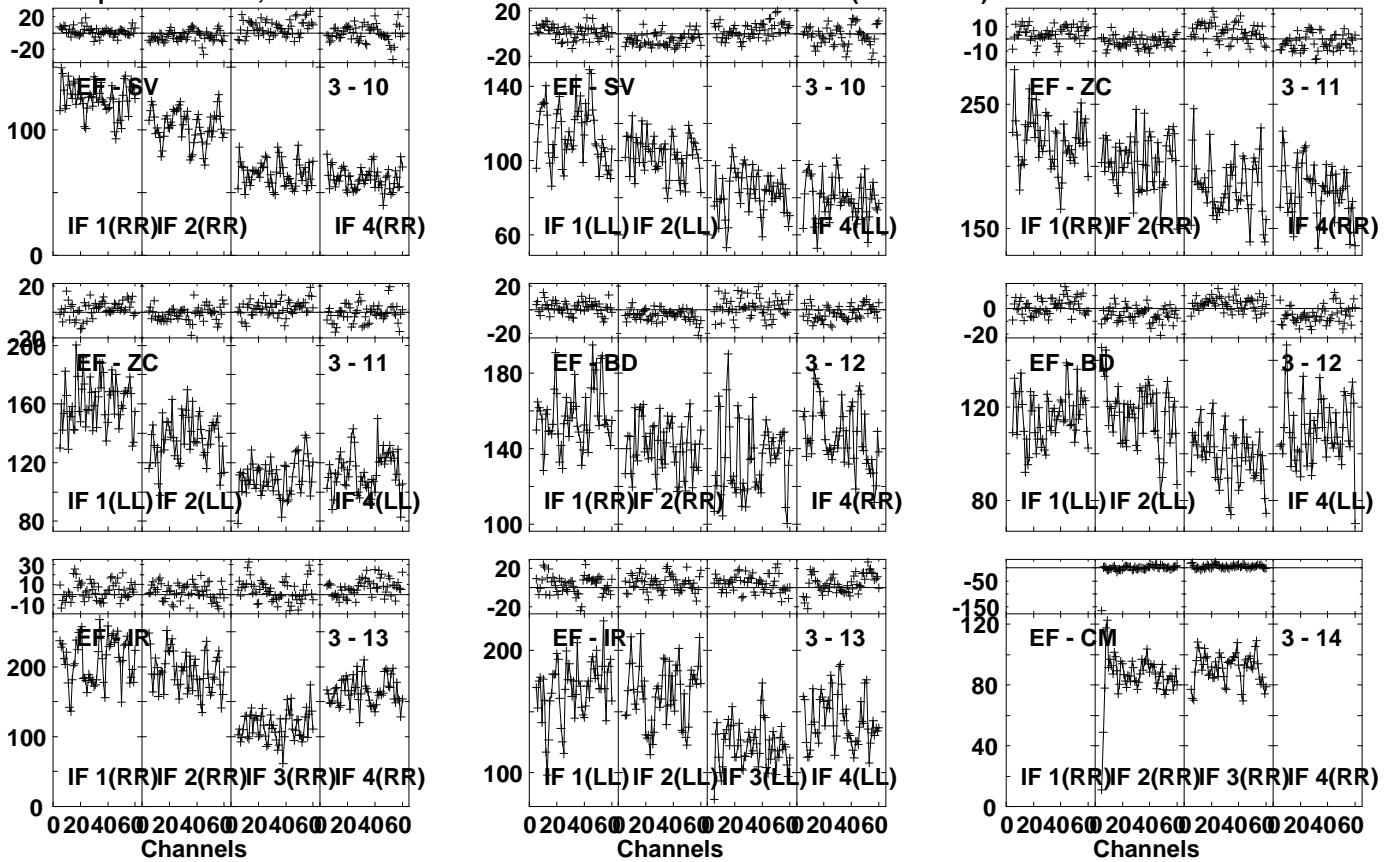 20
-20
EF - SV
3 - 10
100
0
IF 1(RR)
IF 2(RR)
IF 4(RR)
20
-20
EF - SV
3 - 10
140
100
60
IF 1(LL)
IF 2(LL)
IF 4(LL)
10
-10
EF - ZC
3 - 11
250
150
IF 1(RR)
IF 2(RR)
IF 4(RR)
20
200
EF - ZC
3 - 11
160
120
80
IF 1(LL)
IF 2(LL)
IF 4(LL)
20
-20
EF - BD
3 - 12
180
140
100
IF 1(RR)
IF 2(RR)
IF 4(RR)
0
-20
EF - BD
3 - 12
120
80
IF 1(LL)
IF 2(LL)
IF 4(LL)
30
10
-10
EF - IR
3 - 13
200
100
0
IF 1(RR)
IF 2(RR)
IF 3(RR)
IF 4(RR)
0 20 40 60 0 20 40 60 0 20 40 60 0 20 40 60
Channels
20
0
-20
EF - IR
3 - 13
200
100
IF 1(LL)
IF 2(LL)
IF 3(LL)
IF 4(LL)
0 20 40 60 0 20 40 60 0 20 40 60 0 20 40 60
Channels
-50
-150
EF - CM
3 - 14
120
80
40
0
IF 1(RR)
IF 2(RR)
IF 3(RR)
IF 4(RR)
0 20 40 60 0 20 40 60 0 20 40 60 0 20 40 60
Channels